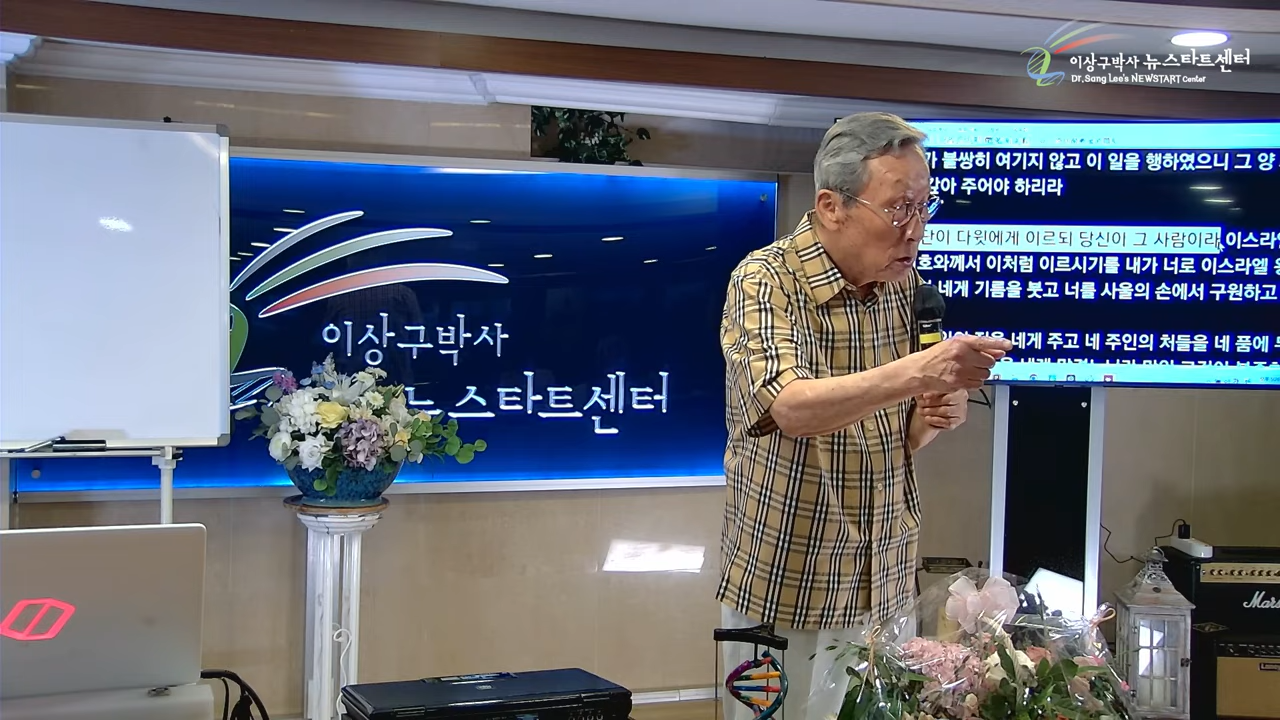 이상구박사 뉴스타트센터
Dr. Sang Lee's NEWSTART Center
불쌍히 여기지 않고 이 일을 행하였으니 그 양
갚아 주어야 하리라
단이 다윗에게 이르되 당신이 그 사람이라 이스라엘
호와께서 이처럼 이르시기를 내가 너로 이스라엘
네게 기름을 붓고 너를 사울의 손에서 구원하고
네게 주고 네 주인의 처들을 네 품에
이상구박사
뉴스타트센터
Mars